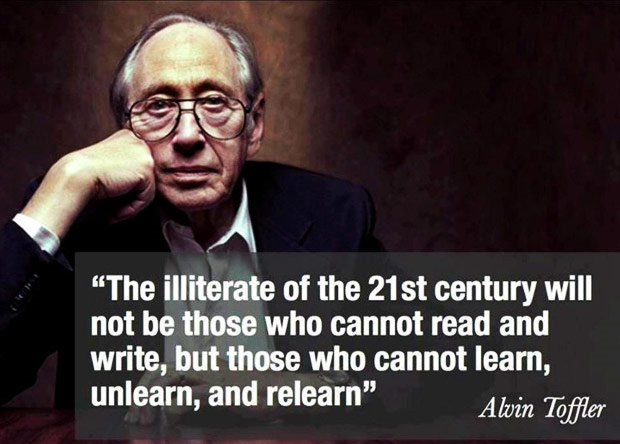 “The illiterate of the 21st century will
not be those who cannot read and
write, but those who cannot learn,
unlearn, and relearn”
Alvin Toffler